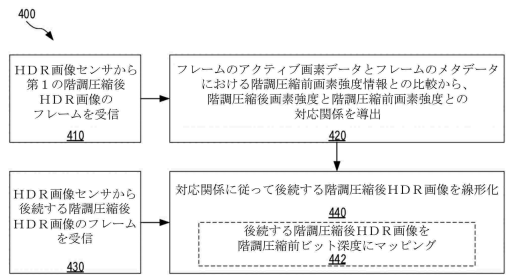 400
HDR画像センサから
第1の階調圧縮後
HDR画像の
フレームを受信
410
フレームのアクティブ画素データとフレームのメタデータ
における階調圧縮前画素強度情報との比較から、
階調圧縮後画素強度と階調圧縮前画素強度との
対応関係を導出
420
HDR画像センサから
後続する階調圧縮後
HDR画像のフレーム
を受信
430
対応関係に従って後続する階調圧縮後HDR画像を線形化
440
後続する階調圧縮後HDR画像を
階調圧縮前ビット深度にマッピング
442